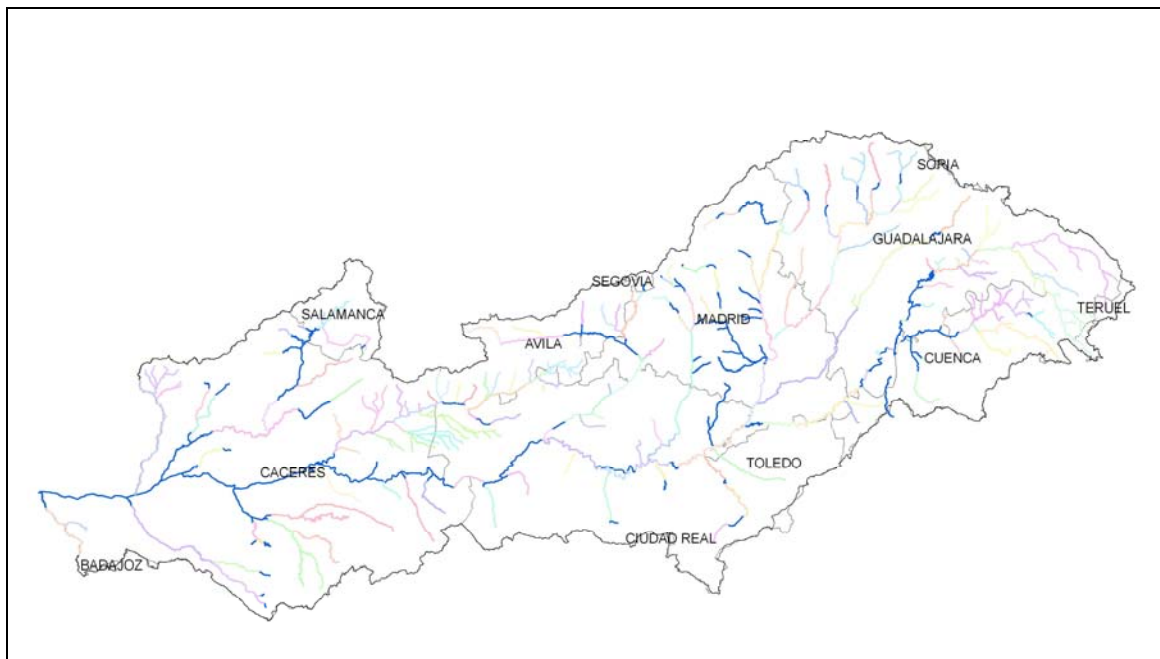 SORIA
GUADALAJARA
SEGOVIA
TERUEL
SALAMANCA
MADRID
AVILA
CUENCA
TOLEDO
CACERES
CIUDAD REAL
BADAJOZ